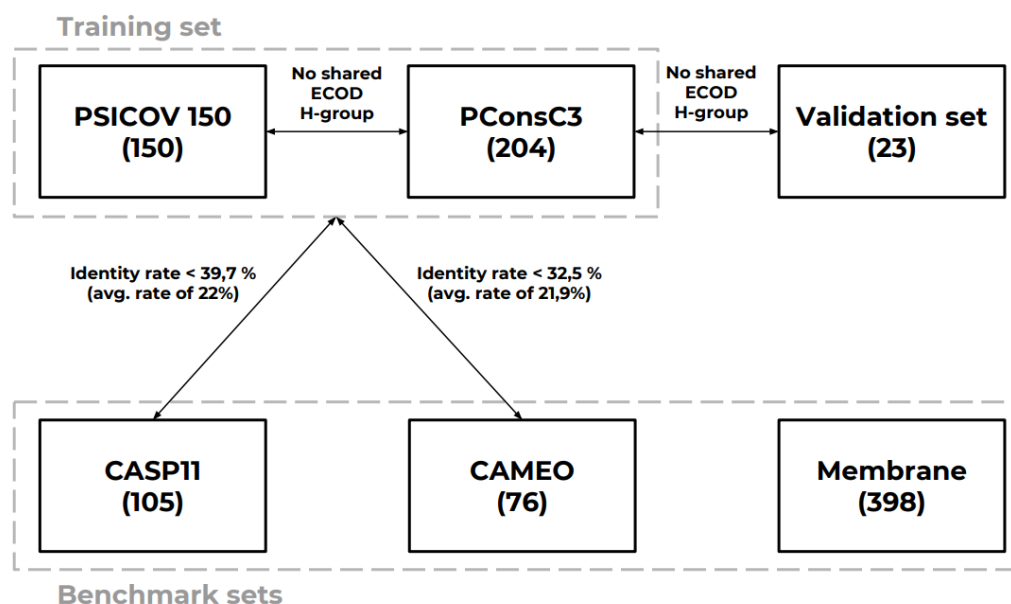 Training set
PSICOV 150
(150)
No shared
ECOD
H-group
PConsC3
(204)
No shared
ECOD
H-group
Validation set
(23)
Identity rate < 39,7 %
(avg. rate of 22%)
Identity rate < 32,5 %
(avg. rate of 21,9%)
CASP11
(105)
CAMEO
(76)
Membrane
(398)
Benchmark sets